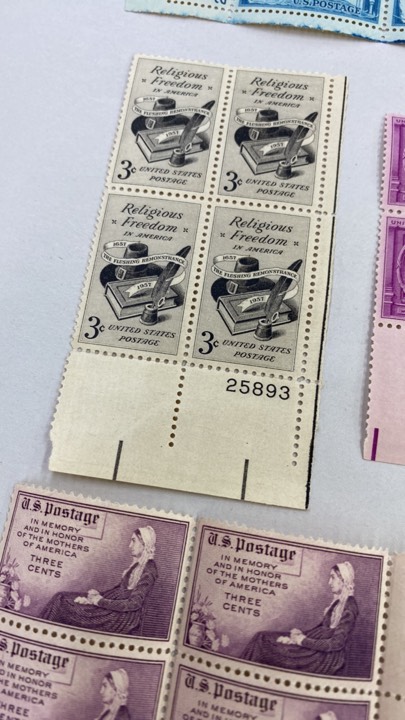 U.S.POSTAGE
Religious
Freedom
IN AMERICA
1657
THE FLUSHING REMONSTRANCE
1957
3¢ UNITED STATES
POSTAGE
Religious
Freedom
IN AMERICA
1657
THE FLUSHING REMONSTRANCE
1957
3¢ UNITED STATES
POSTAGE
Religious
Freedom
IN AMERICA
1657
THE FLUSHING REMONSTRANCE
1957
3¢ UNITED STATES
POSTAGE
Religious
Freedom
IN AMERICA
1657
THE FLUSHING REMONSTRANCE
1957
3¢ UNITED STATES
POSTAGE
25893
U.S. Postage
IN MEMORY
AND IN HONOR
OF THE MOTHERS
OF AMERICA
THREE
CENTS
U.S. Postage
IN MEMORY
AND IN HONOR
OF THE MOTHERS
OF AMERICA
THREE
CENTS
U.S. Postage
IN MEMORY
AND IN HONOR
OF THE MOTHERS
OF AMERICA
THREE
CENTS
U.S. Postage
IN MEMORY
AND IN HONOR